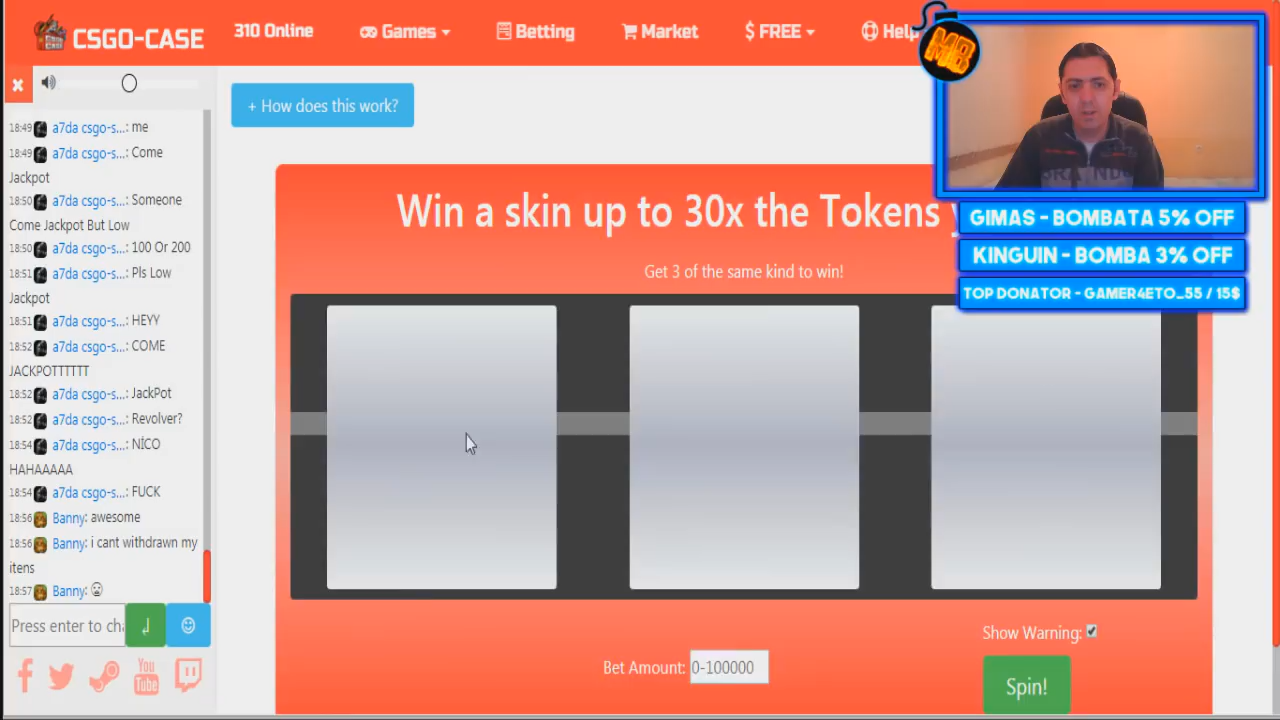 CSGO-CASE
310 Online
Games
Betting
Market
$ FREE
Help
+ How does this work?
18:49 a7da csgo-s...: me
18:49 a7da csgo-s...: Come
Jackpot
18:50 a7da csgo-s...: Someone
Come Jackpot But Low
18:50 a7da csgo-s...: 100 Or 200
18:51 a7da csgo-s...: Pls Low
Jackpot
18:51 a7da csgo-s...: HEYY
18:52 a7da csgo-s...: COME
JACKPOTTTTTT
18:52 a7da csgo-s...: JackPot
18:52 a7da csgo-s...: Revolver?
18:54 a7da csgo-s...: NİCO
HAHAAAAA
18:54 a7da csgo-s...: FUCK
18:56 Banny: awesome
18:56 Banny: i cant withdrawn my
itens
18:57 Banny:
Press enter to cha
You
Tube
Win a skin up to 30x the Tokens
Get 3 of the same kind to win!
GIMAS - BOMBATA 5% OFF
KINGUIN - BOMBA 3% OFF
TOP DONATOR - GAMER4ETO_55 / 15$
Show Warning:
Bet Amount: 0-100000
Spin!